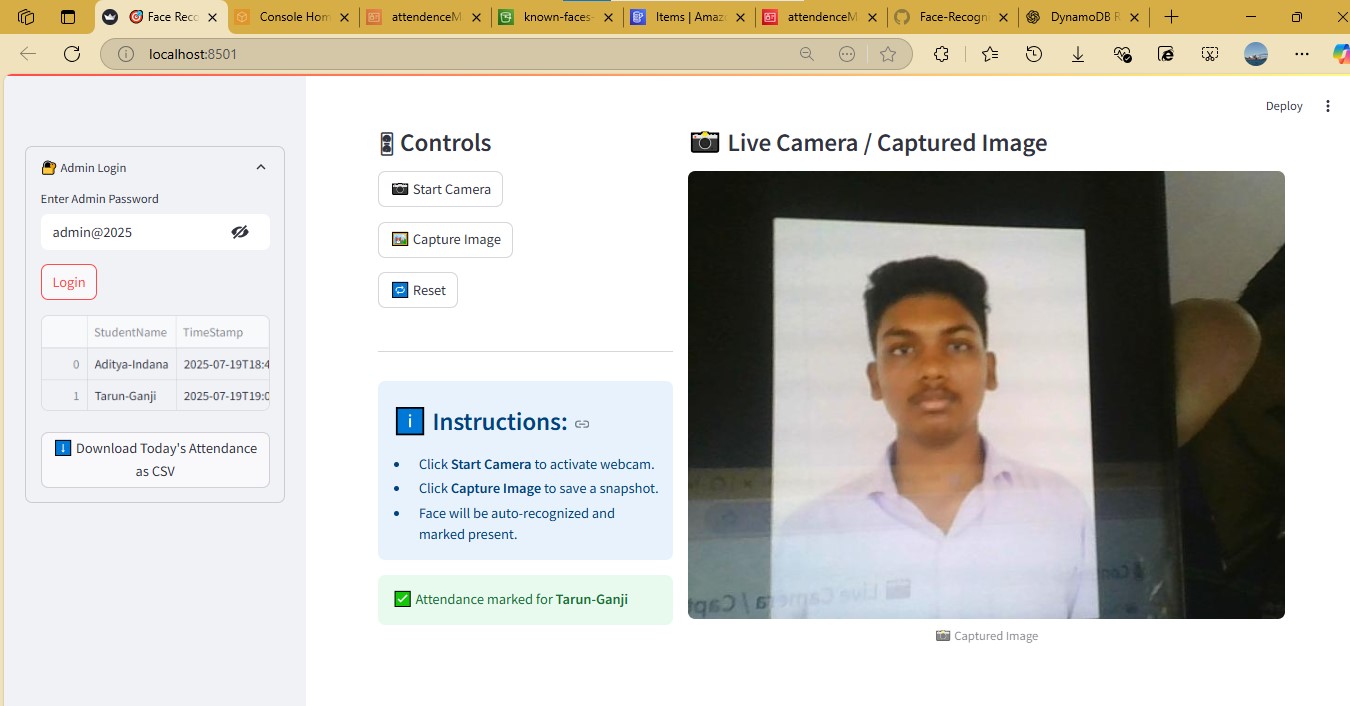 Face Reco
Console Hom
attendenceM
known-faces-
Items | Amaz
attendenceM
Face-Recogni
DynamoDB R
localhost:8501
Deploy
Admin Login
Enter Admin Password
admin@2025
Login
StudentName TimeStamp
0 Aditya-Indana 2025-07-19T18:4
1 Tarun-Ganji 2025-07-19T19:0
Download Today's Attendance
as CSV
Controls
Start Camera
Capture Image
Reset
Instructions:
Click Start Camera to activate webcam.
Click Capture Image to save a snapshot.
Face will be auto-recognized and
marked present.
Attendance marked for Tarun-Ganji
Live Camera / Captured Image
Live Camera / Capt
Captured Image